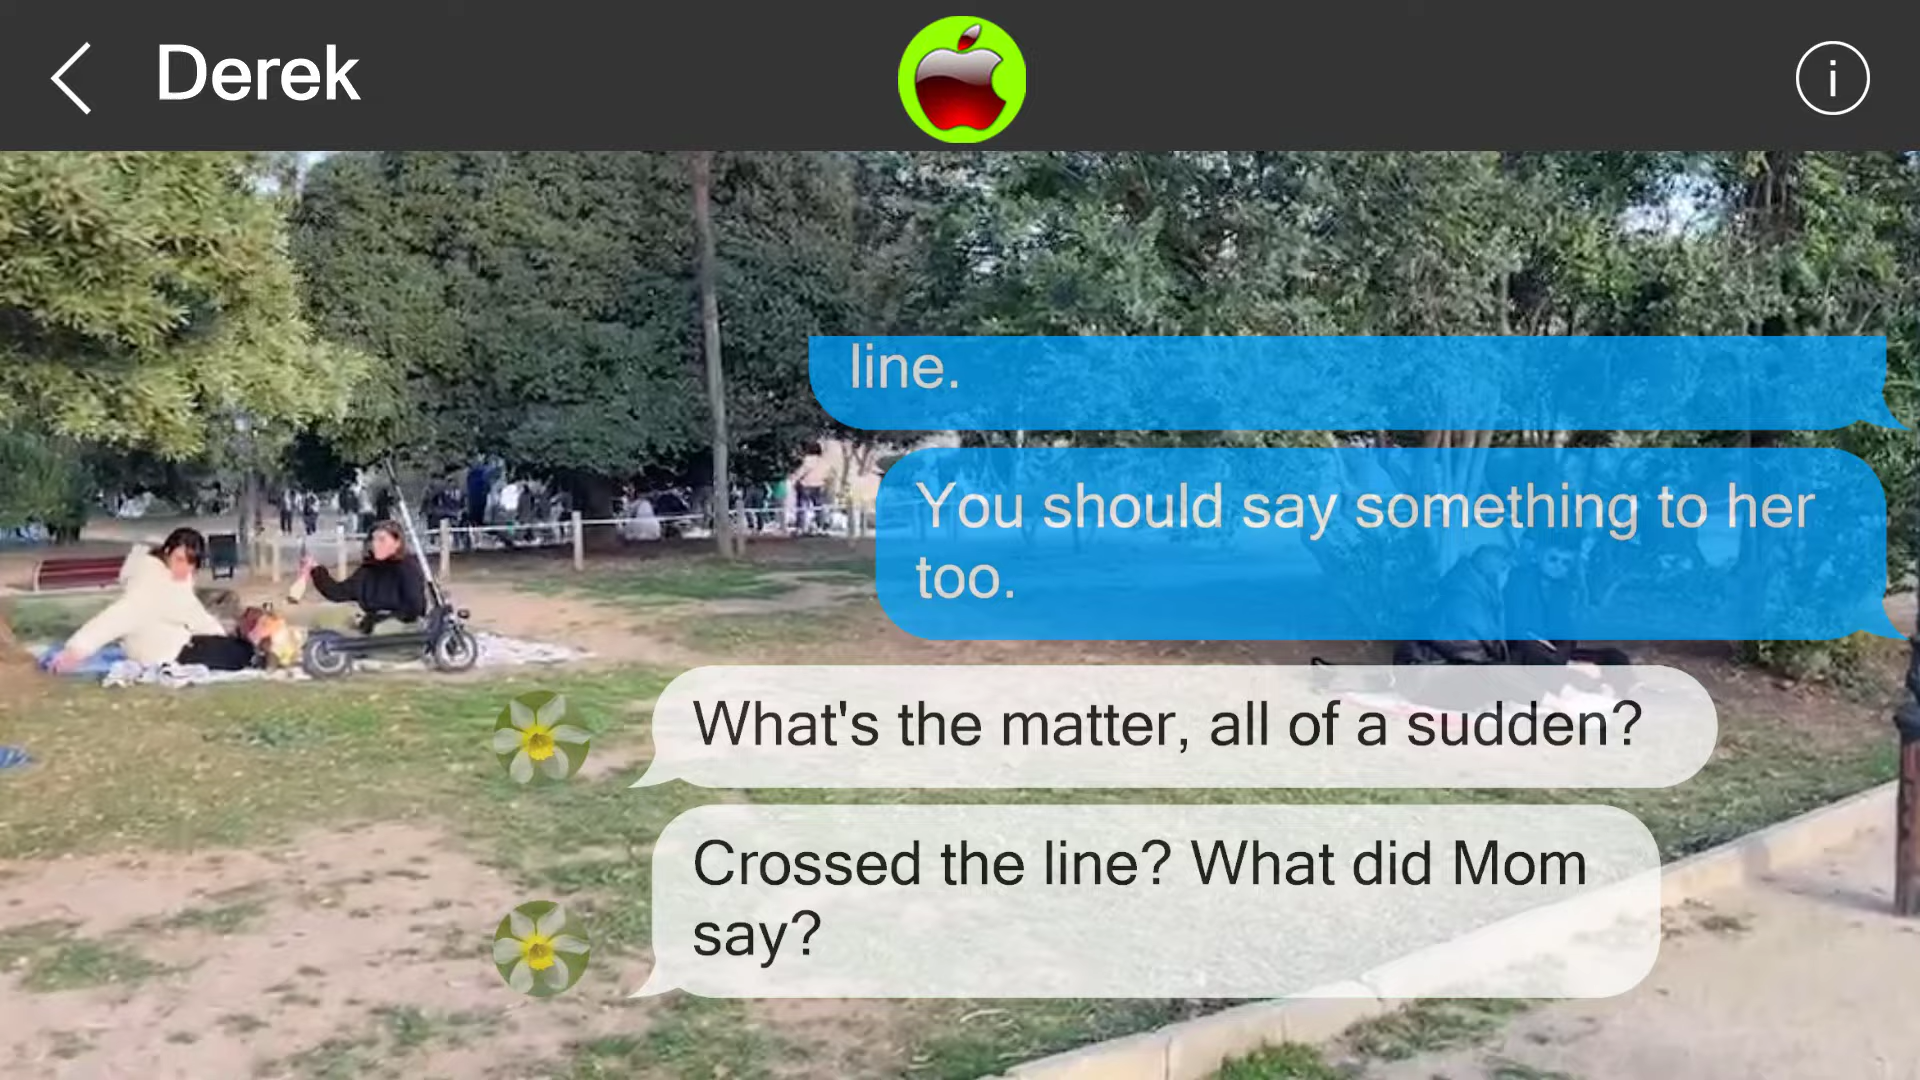 Derek
i
line.
You should say something to her
too.
What's the matter, all of a sudden?
Crossed the line? What did Mom
say?